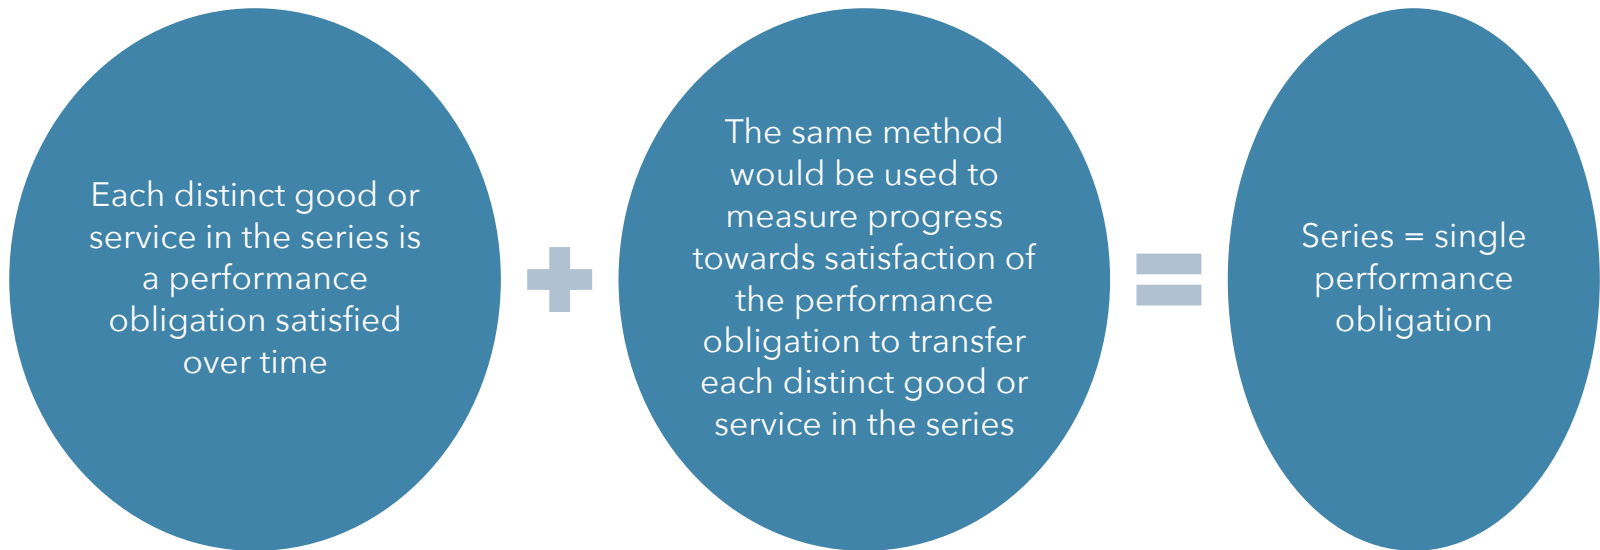 Each distinct good or
service in the series is
a performance
obligation satisfied
over time
The same method
would be used to
measure progress
towards satisfaction of
the performance
obligation to transfer
each distinct good or
service in the series
Series = single
performance
obligation